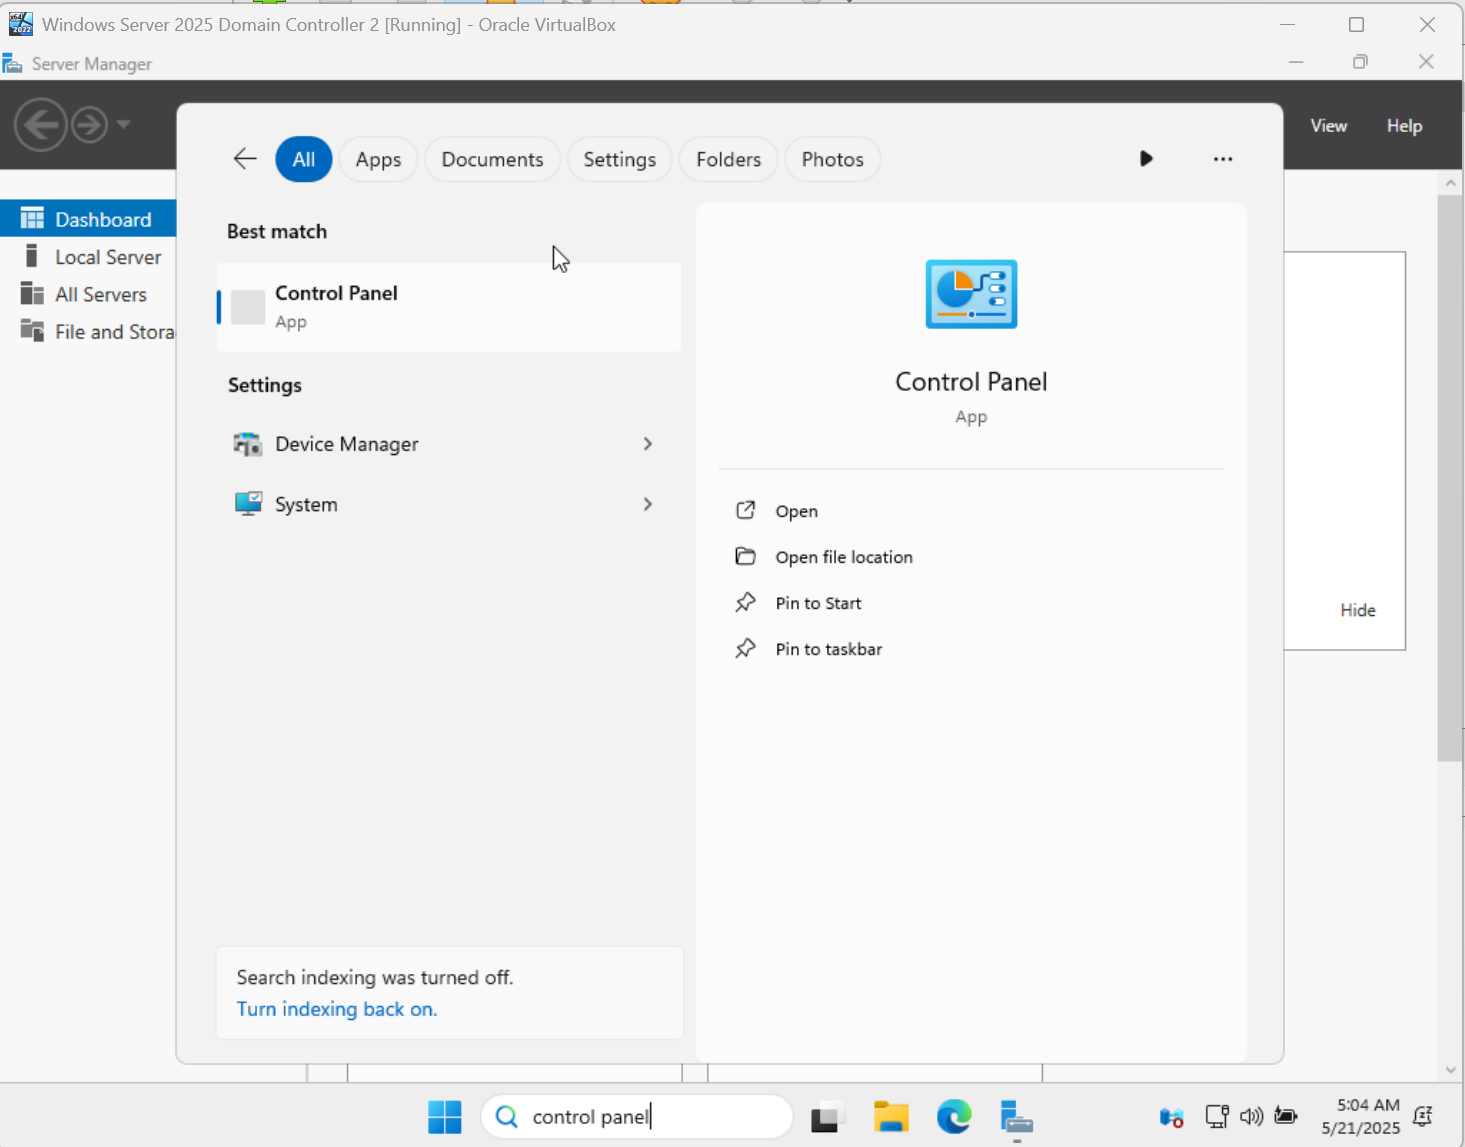 Windows Server 2025 Domain Controller 2 [Running] - Oracle VirtualBox
Server Manager
View Help
All Apps Documents Settings Folders Photos
Dashboard
Local Server
All Servers
File and Stora
Best match
Control Panel
App
Settings
Device Manager
System
Search indexing was turned off.
Turn indexing back on.
Control Panel
App
Open
Open file location
Pin to Start
Pin to taskbar
Hide
control panel
5:04 AM
5/21/2025